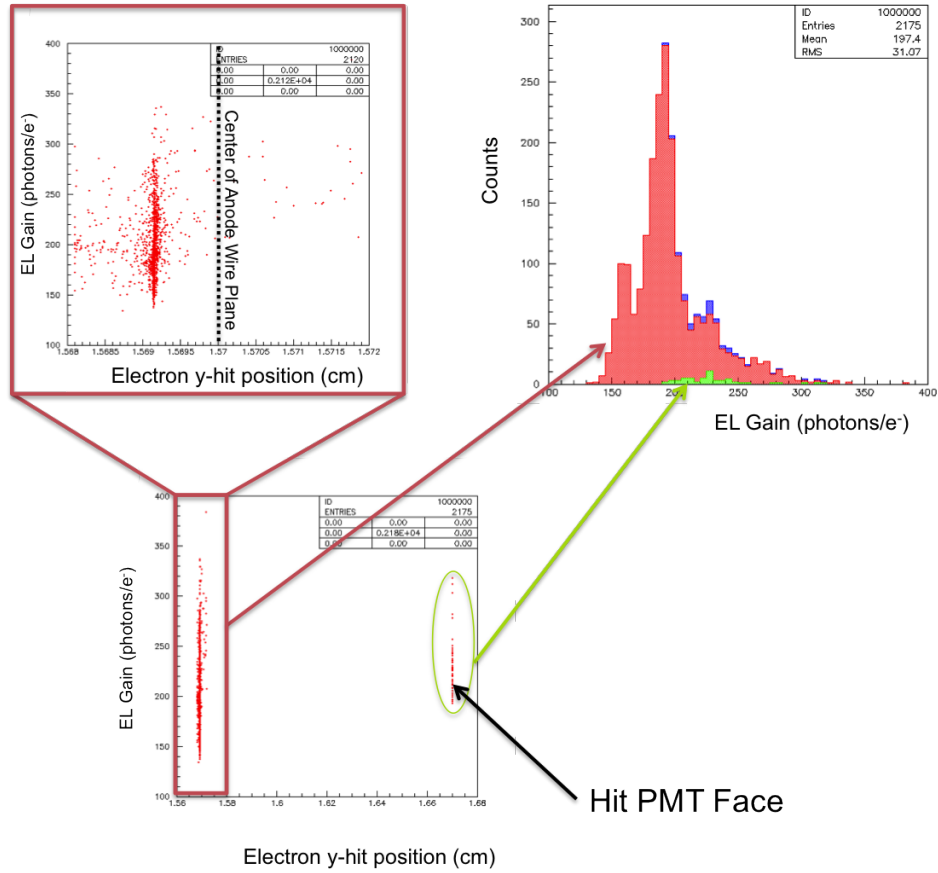 400
350
300
250
200
150
100
1.568
1.5685
1.569
1.5695
1.57
1.5705
1.571
1.5715
1.572
EL Gain (photons/e-)
Electron y-hit position (cm)
Center of Anode Wire Plane
ID 1000000
ENTRIES 2120
0.00 0.00 0.00
0.00 0.212E+04 0.00
0.00 0.00 0.00
ID 1000000
Entries 2175
Mean 197.4
RMS 31.07
300
250
200
150
100
50
0
Counts
100 150 200 250 300 350 400
EL Gain (photons/e-)
400
350
300
250
200
150
100
EL Gain (photons/e-)
ID 1000000
ENTRIES 2175
0.00 0.00 0.00
0.00 0.218E+04 0.00
0.00 0.00 0.00
1.56 1.58 1.6 1.62 1.64 1.66 1.68
Hit PMT Face
Electron y-hit position (cm)